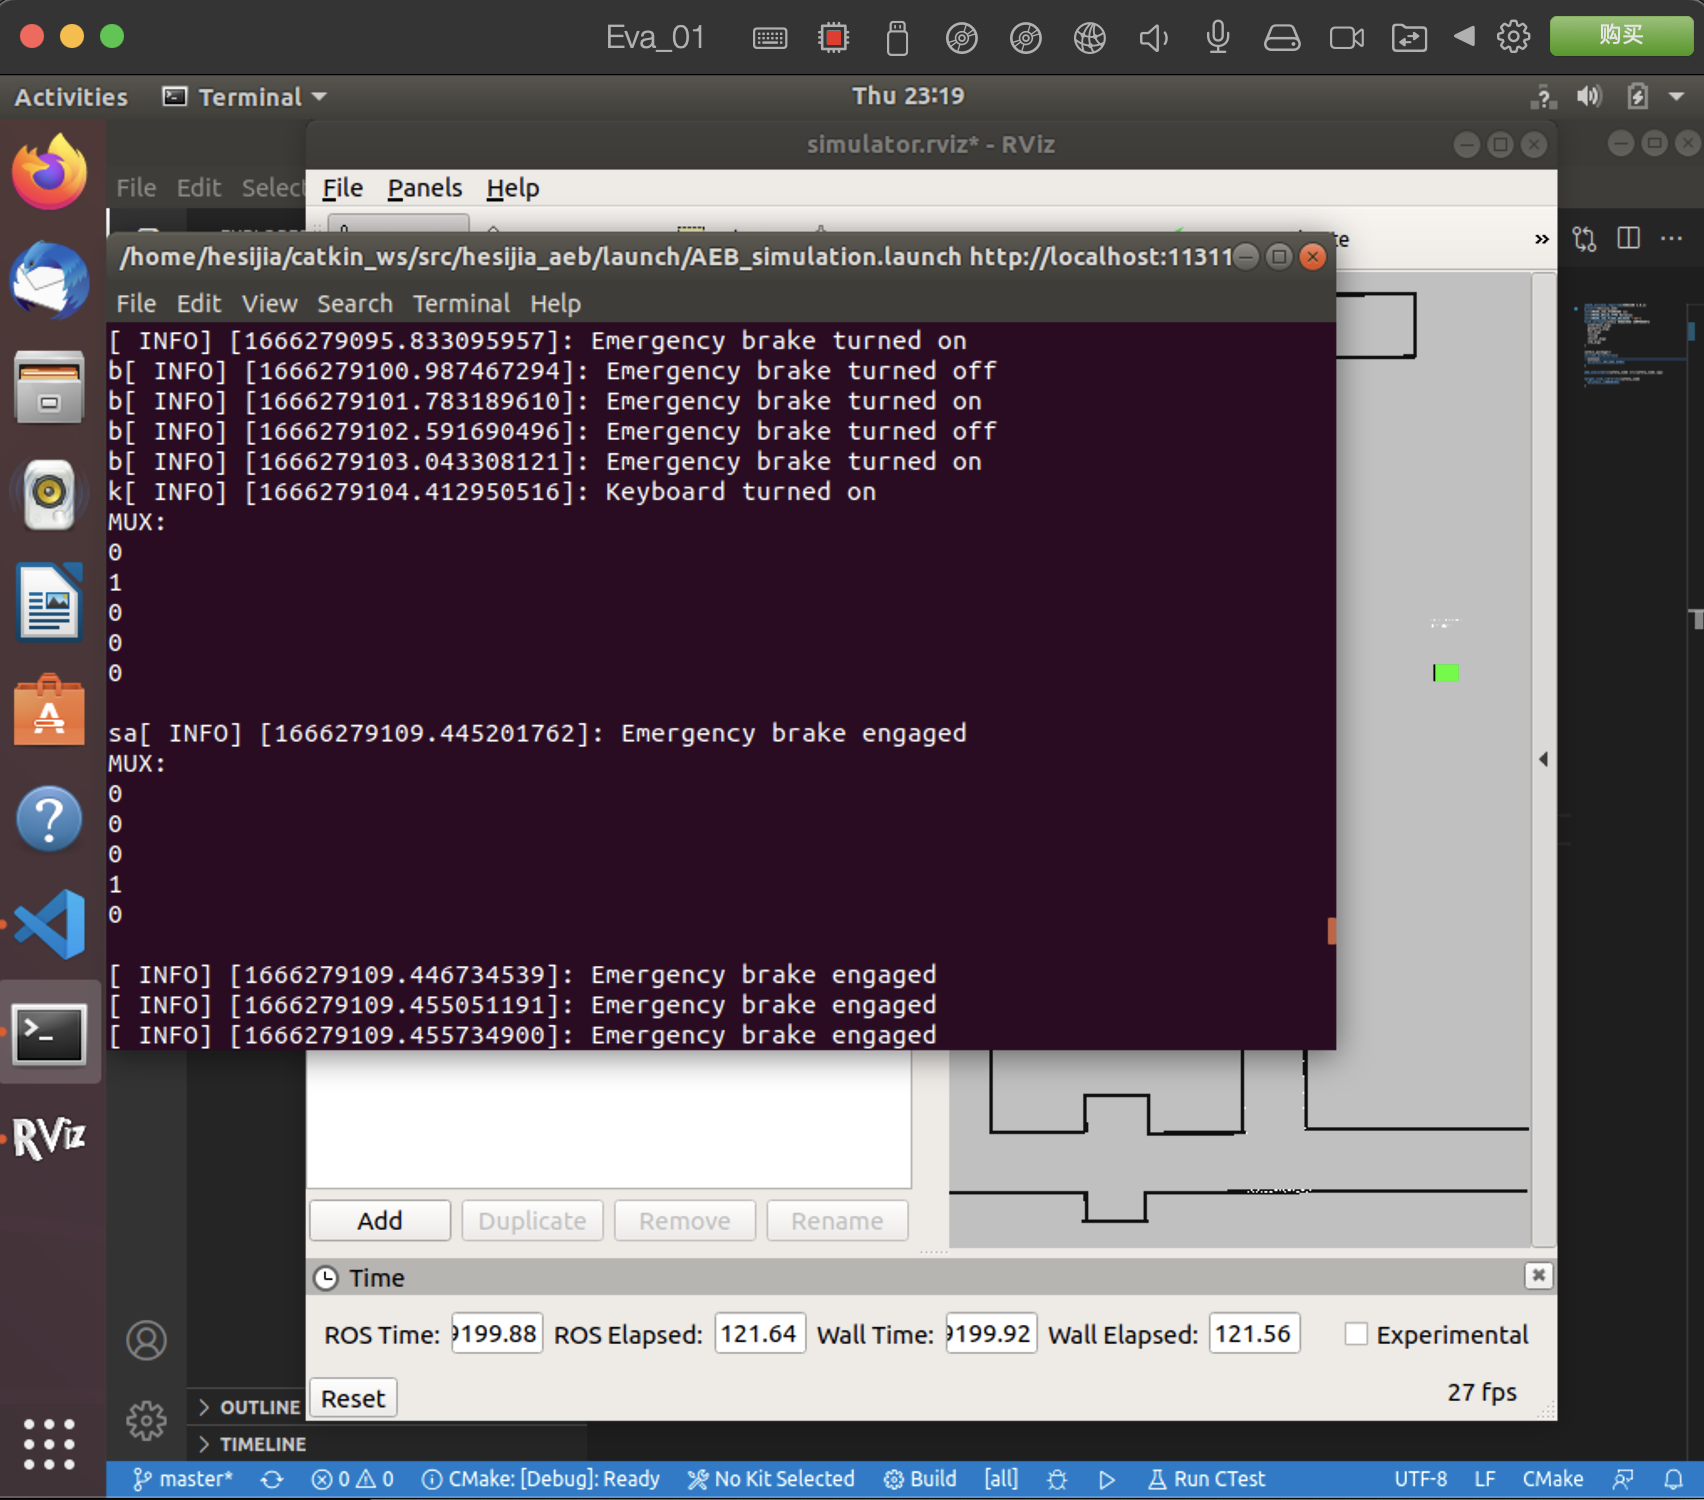 Eva_01
购买
Activities
Terminal
Thu 23:19
simulator.rviz* - RViz
File Edit Select
File Panels Help
/home/hesijia/catkin_ws/src/hesijia_aeb/launch/AEB_simulation.launch http://localhost:11311
File Edit View Search Terminal Help
[ INFO] [1666279095.833095957]: Emergency brake turned on
b[ INFO] [1666279100.987467294]: Emergency brake turned off
b[ INFO] [1666279101.783189610]: Emergency brake turned on
b[ INFO] [1666279102.591690496]: Emergency brake turned off
b[ INFO] [1666279103.043308121]: Emergency brake turned on
k[ INFO] [1666279104.412950516]: Keyboard turned on
MUX:
0
1
0
0
0
sa[ INFO] [1666279109.445201762]: Emergency brake engaged
MUX:
0
0
0
1
0
[ INFO] [1666279109.446734539]: Emergency brake engaged
[ INFO] [1666279109.455051191]: Emergency brake engaged
[ INFO] [1666279109.455734900]: Emergency brake engaged
RViz
Add Duplicate Remove Rename
Time
ROS Time: 9199.88 ROS Elapsed: 121.64 Wall Time: 9199.92 Wall Elapsed: 121.56 Experimental
Reset
27 fps
OUTLINE
TIMELINE
master* 0 0 CMake: [Debug]: Ready No Kit Selected Build [all] Run CTest UTF-8 LF CMake